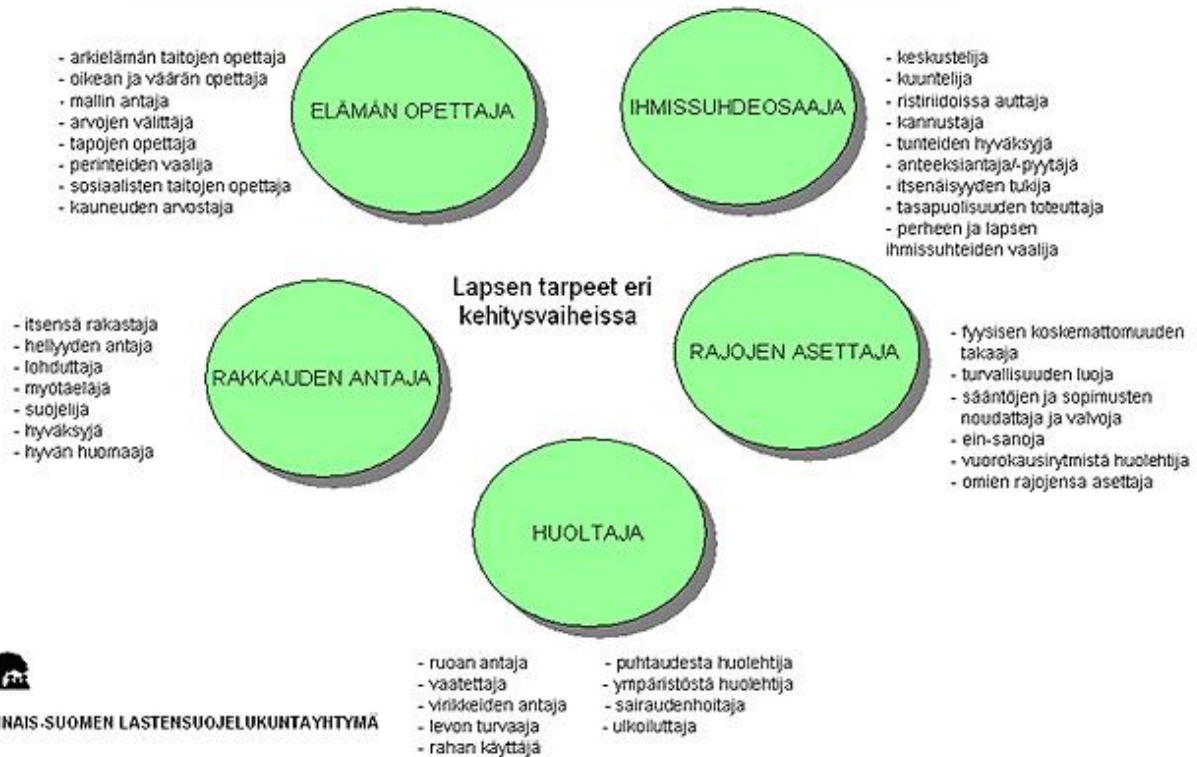 - arkielämän taitojen opettaja
- oikean ja väärän opettaja
- mallin antaja
- arvojen välittäjä
- tapojen opettaja
- perinteiden vaalija
- sosiaalisten taitojen opettaja
- kauneuden arvostaja
ELÄMÄN OPETTAJA
IHMISSUHDEOSAAJA
- keskustelija
- kuuntelija
- ristiriidoissa auttaja
- kannustaja
- tunteiden hyväksyjä
- anteeksiantaja/-pyytäjä
- itsenäisyyden tukija
- tasapuolisuuden toteuttaja
- perheen ja lapsen
ihmissuhteiden vaalija
Lapsen tarpeet eri
kehitysvaiheissa
- itsensä rakastaja
- hellyyden antaja
- lohduttaja
- myötäeläjä
- suojelija
- hyväksyjä
- hyvän huomaaja
RAKKAUDEN ANTAJA
RAJOJEN ASETTAJA
- fyysisen koskemattomuuden
takaaja
- turvallisuuden luoja
- sääntöjen ja sopimusten
noudattaja ja valvoja
- ein-sanoja
- vuorokausirytmistä huolehtija
- omien rajojensa asettaja
HUOLTAJA
- ruoan antaja
- vaatettaja
- virikkeiden antaja
- levon turvaaja
- rahan käyttäjä
- puhtaudesta huolehtija
- ympäristöstä huolehtija
- sairaudenhoitaja
- ulkoiluttaja
NAIS-SUOMEN LASTENSUOJELUKUNTAYHTYMÄ